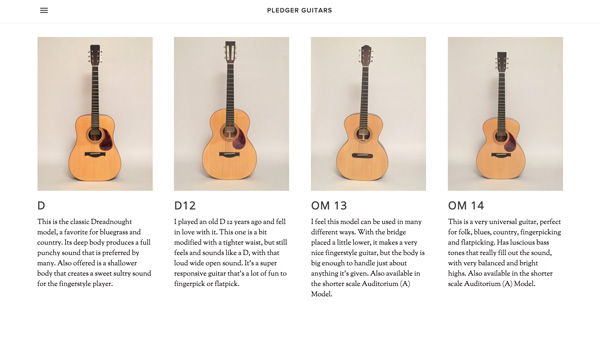 PLEDGER GUITARS
D
This is the classic Dreadnought
model, a favorite for bluegrass and
country. Its deep body produces a full
punchy sound that is preferred by
many. Also offered is a shallower
body that creates a sweet sultry sound
for the fingerstyle player.
D12
I played an old D 12 years ago and fell
in love with it. This one is a bit
modified with a tighter waist, but still
feels and sounds like a D, with that
loud wide open sound. It's a super
responsive guitar that's a lot of fun to
fingerpick or flatpick.
OM 13
I feel this model can be used in many
different ways. With the bridge
placed a little lower, it makes a very
nice fingerstyle guitar, but the body is
big enough to handle just about
anything it's given. Also available in
the shorter scale Auditorium (A)
Model.
OM 14
This is a very universal guitar, perfect
for folk, blues, country, fingerpicking
and flatpicking. Has luscious bass
tones that really fill out the sound,
with very balanced and bright
highs. Also available in the shorter
scale Auditorium (A) Model.